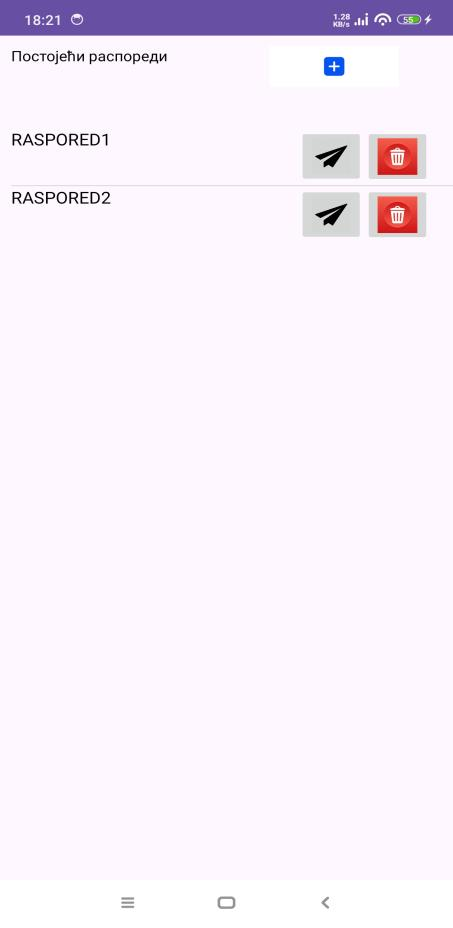 18:21
1.28
KB/s
55
Постојећи распореди
RASPORED1
RASPORED2